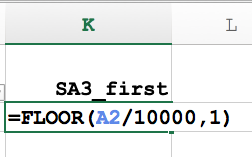 K L
SA3_first
=FLOOR(A2/10000,1)